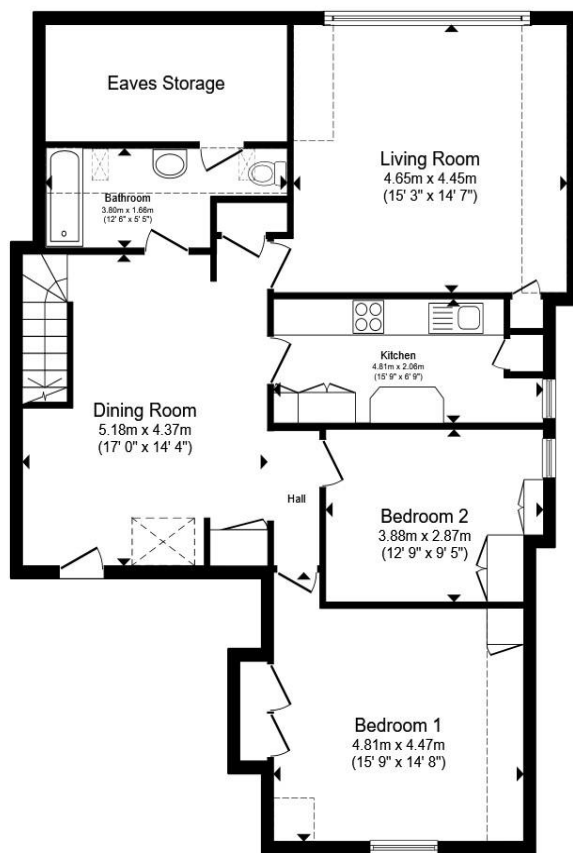 Eaves Storage
Living Room
4.65m x 4.45m
(15' 3" x 14' 7")
Bathroom
3.80m x 1.66m
(12' 6" x 5' 5")
Kitchen
4.81m x 2.06m
(15' 9" x 6' 9")
Dining Room
5.18m x 4.37m
(17' 0" x 14' 4")
Hall
Bedroom 2
3.88m x 2.87m
(12' 9" x 9' 5")
Bedroom 1
4.81m x 4.47m
(15' 9" x 14' 8")